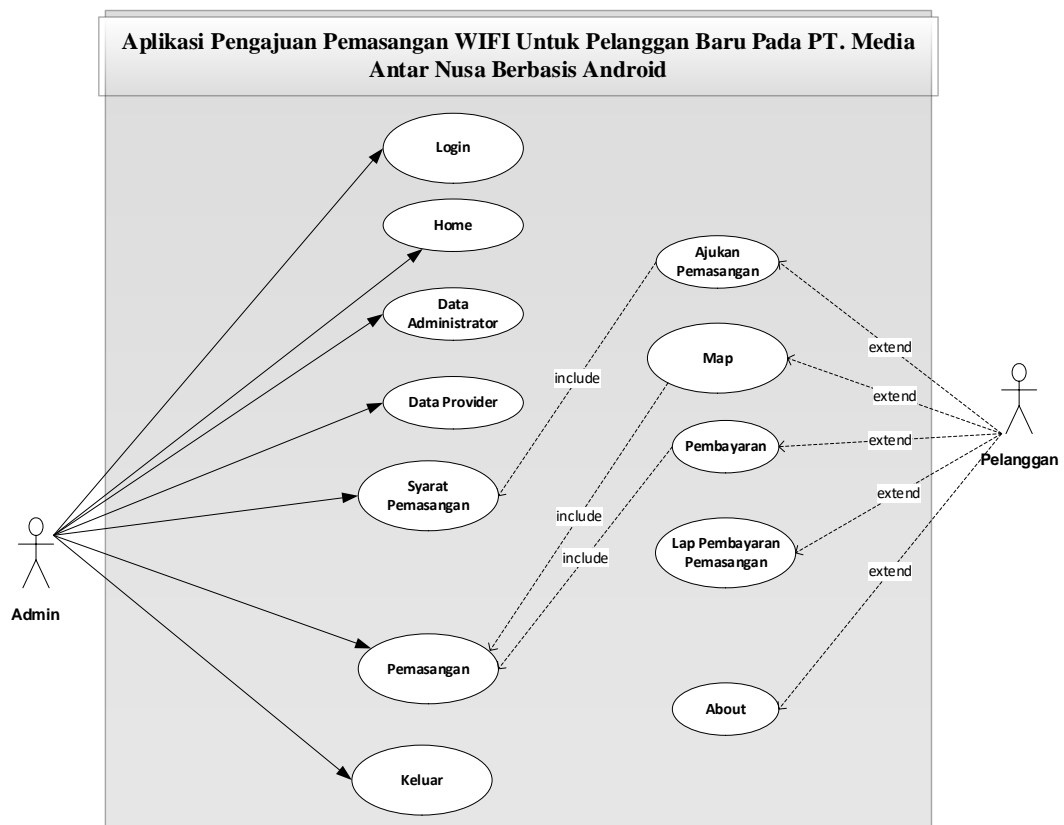 Aplikasi Pengajuan Pemasangan WIFI Untuk Pelanggan Baru Pada PT. Media
Antar Nusa Berbasis Android
Login
Home
Data
Administrator
Data Provider
Syarat
Pemasangan
Pemasangan
Keluar
Admin
include
include
include
Ajukan
Pemasangan
Map
Pembayaran
Lap Pembayaran
Pemasangan
About
extend
extend
extend
extend
extend
Pelanggan